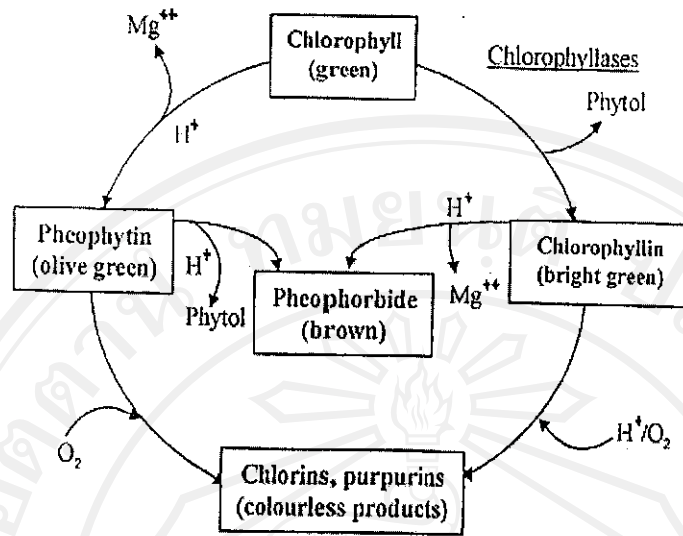 Mg++
Chlorophyll
(green)
Chlorophyllases
Phytol
H+
Pheophytin
(olive green)
H+
Phytol
Pheophorbide
(brown)
H+
Mg++
Chlorophyllin
(bright green)
O2
H+/O2
Chlorins, purpurins
(colourless products)